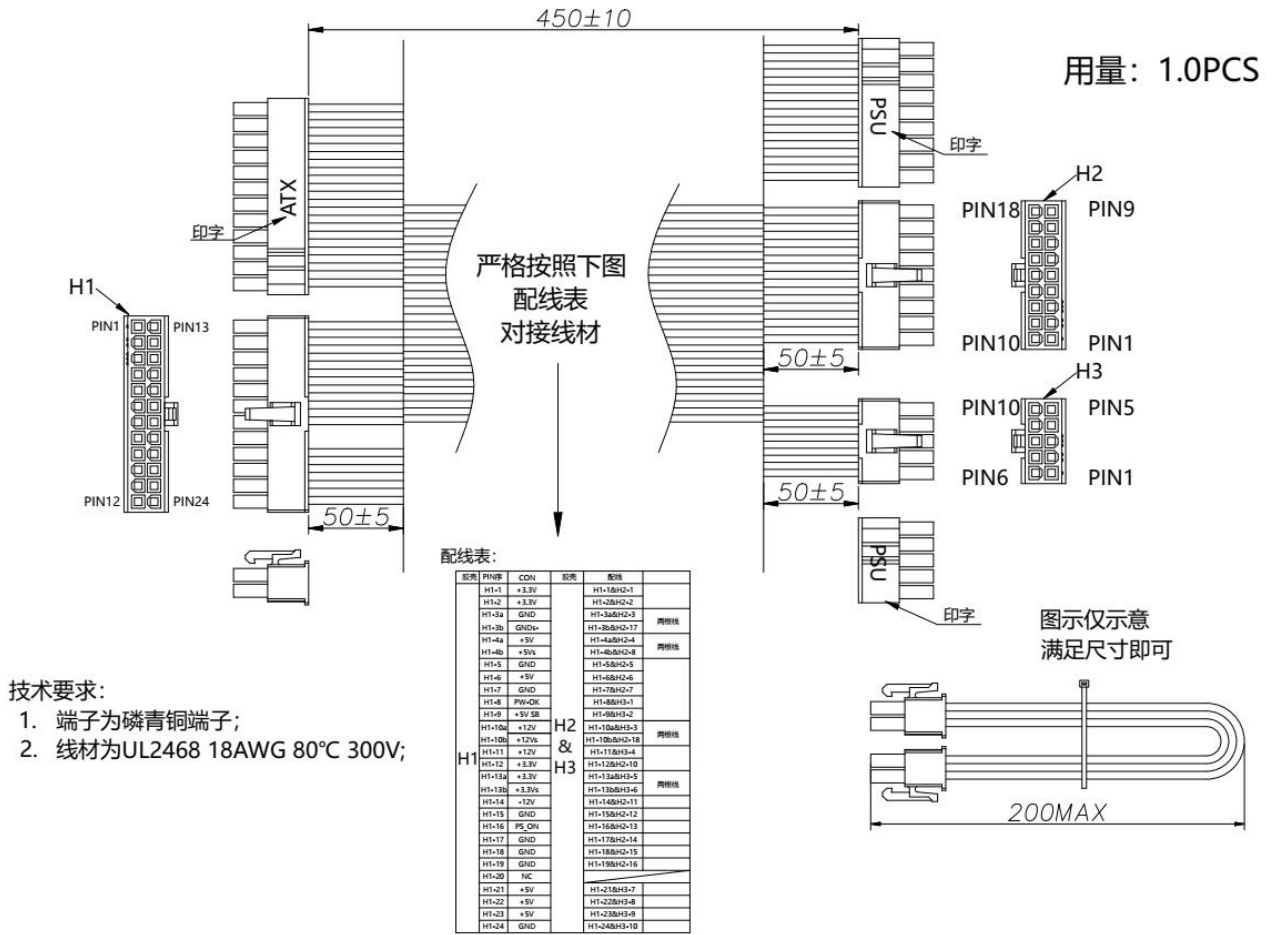 450±10
用量：1.0PCS
PSU
印字
ATX
印字
H2
PIN18
PIN9
严格按照下图
配线表
对接线材
H1
PIN1
PIN13
PIN10
PIN1
50±5
H3
PIN10
PIN5
PIN12
PIN24
PIN6
PIN1
50±5
50±5
PSU
印字
配线表：
胶壳 PIN序 CON 胶壳 配线
H1
H2
&
H3
H1-1 +3.3V H1-1&H2-1
H1-2 +3.3V H1-2&H2-2
H1-3a GND H1-3a&H2-3
H1-3b GNDs- H1-3b&H2-17
两根线
H1-4a +5V H1-4a&H2-4
H1-4b +5Vs H1-4b&H2-8
两根线
H1-5 GND H1-5&H2-5
H1-6 +5V H1-6&H2-6
H1-7 GND H1-7&H2-7
H1-8 PW-OK H1-8&H3-1
H1-9 +5V SB H1-9&H3-2
H1-10a +12V H1-10a&H3-3
H1-10b +12Vs H1-10b&H2-18
两根线
H1-11 +12V H1-11&H3-4
H1-12 +3.3V H1-12&H2-10
H1-13a +3.3V H1-13a&H3-5
H1-13b +3.3Vs H1-13b&H3-6
两根线
H1-14 -12V H1-14&H2-11
H1-15 GND H1-15&H2-12
H1-16 PS_ON H1-16&H2-13
H1-17 GND H1-17&H2-14
H1-18 GND H1-18&H2-15
H1-19 GND H1-19&H2-16
H1-20 NC
H1-21 +5V H1-21&H3-7
H1-22 +5V H1-22&H3-8
H1-23 +5V H1-23&H3-9
H1-24 GND H1-24&H3-10
图示仅示意
满足尺寸即可
200MAX
技术要求：
1. 端子为磷青铜端子；
2. 线材为UL2468 18AWG 80℃ 300V;